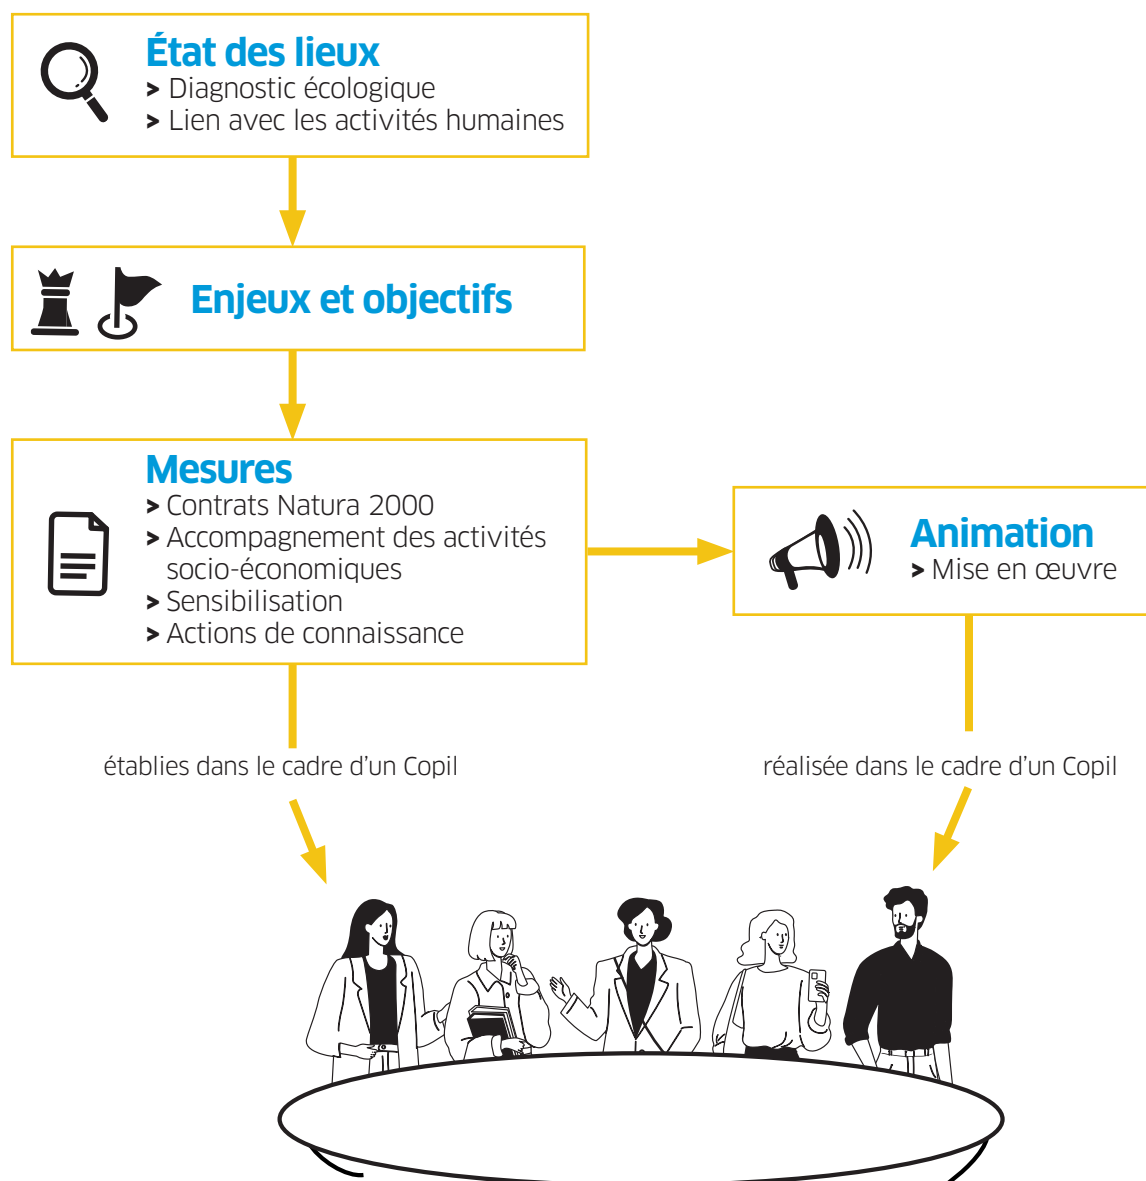 État des lieux
> Diagnostic écologique
> Lien avec les activités humaines
Enjeux et objectifs
Mesures
> Contrats Natura 2000
> Accompagnement des activités
socio-économiques
> Sensibilisation
> Actions de connaissance
Animation
> Mise en œuvre
établies dans le cadre d’un Copil
réalisée dans le cadre d’un Copil